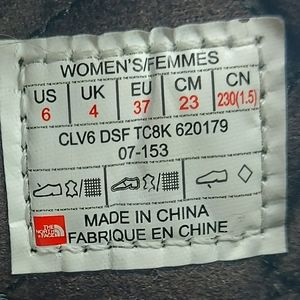 WOMEN'S/FEMMES
US UK EU CM CN
6 4 37 23 230(1.5)
CLV6 DSF TC8K 620179
07-153
THE NORTH FACE
MADE IN CHINA
FABRIQUE EN CHINE